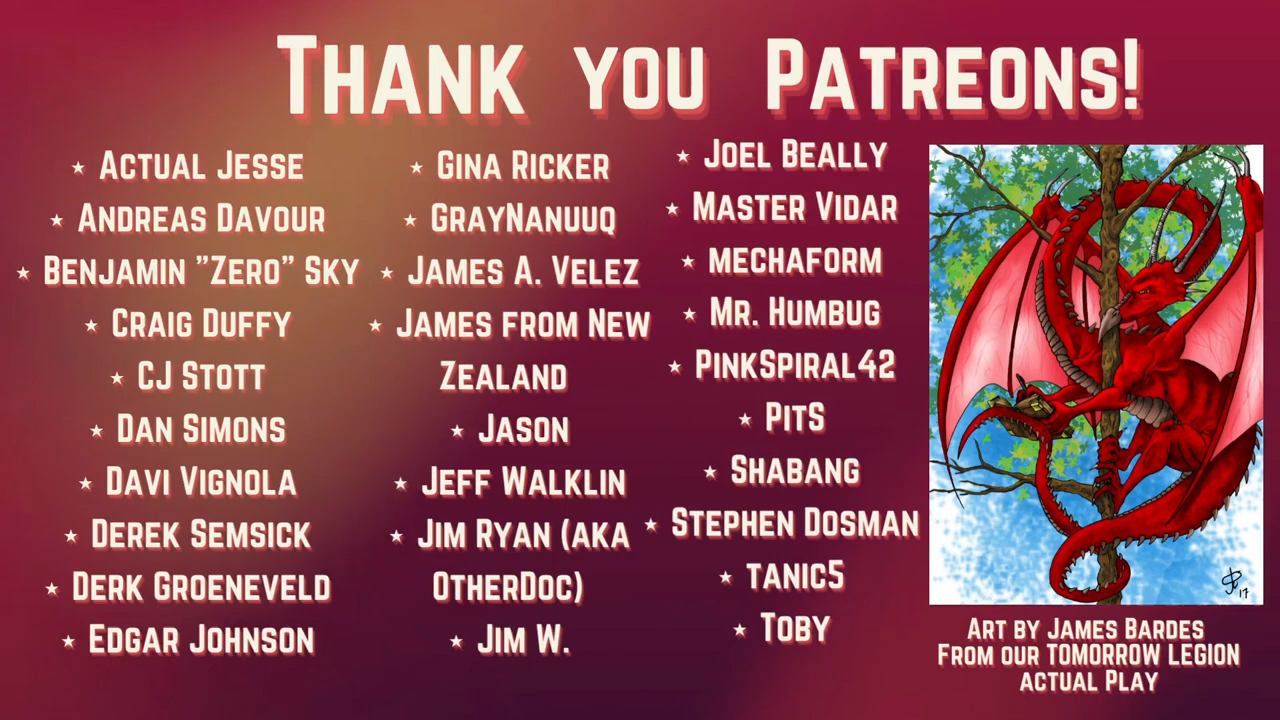 Thank you Patreons!
★ Actual Jesse
★ Andreas Davour
★ Benjamin "Zero" Sky
★ Craig Duffy
★ CJ Stott
★ Dan Simons
★ Davi Vignola
★ Derek Semsick
★ Derk Groeneveld
★ Edgar Johnson
★ Gina Ricker
★ GrayNanuuq
★ James A. Velez
★ James from New
Zealand
★ Jason
★ Jeff Walklin
★ Jim Ryan (aka
OtherDoc)
★ Jim W.
★ Joel Beally
★ Master Vidar
★ mechaform
★ Mr. Humbug
★ PinkSpiral42
★ PitS
★ Shabang
★ Stephen Dosman
★ tanic5
★ Toby
17
Art by James Bardes
From our TOMORROW LEGION
actual Play